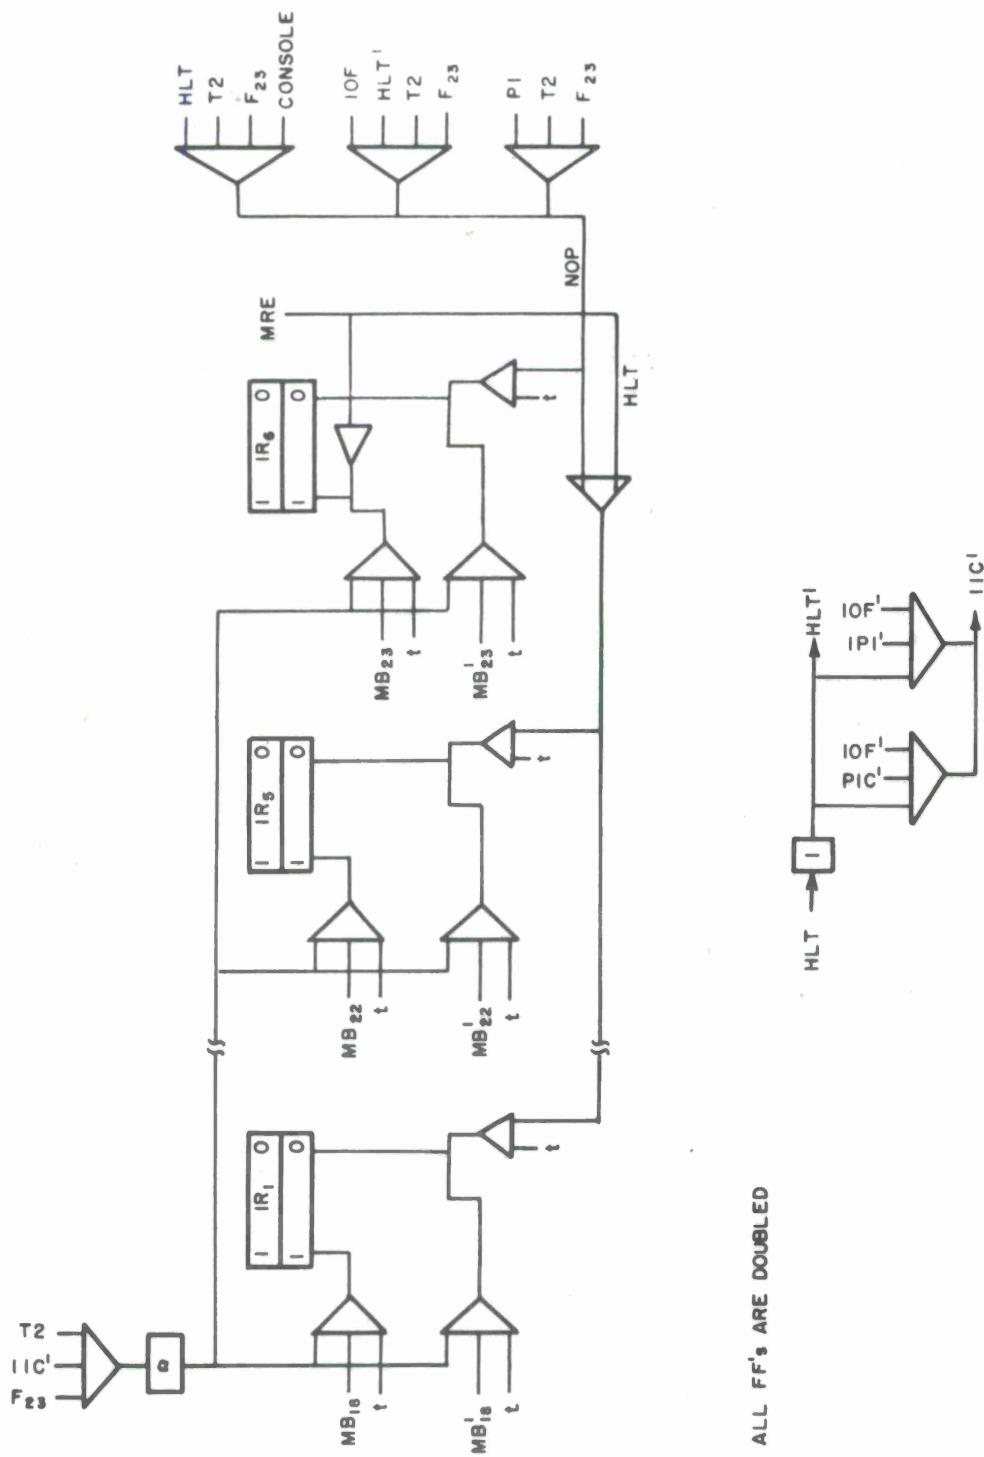 HLT
T2
F23
CONSOLE
IOF
HLT'
T2
F23
PI
T2
F23
NOP
MRE
HLT
IR6
1 0
1 0
MB23
t
MB'23
t
t
IR5
1 0
1 0
MB22
t
MB'22
t
t
IR1
1 0
1 0
MB18
t
MB'18
t
t
T2
IIC'
F23
a
HLT
I
HLT'
IOF'
PIC'
IOF'
IPI'
IIC'
ALL FF's ARE DOUBLED